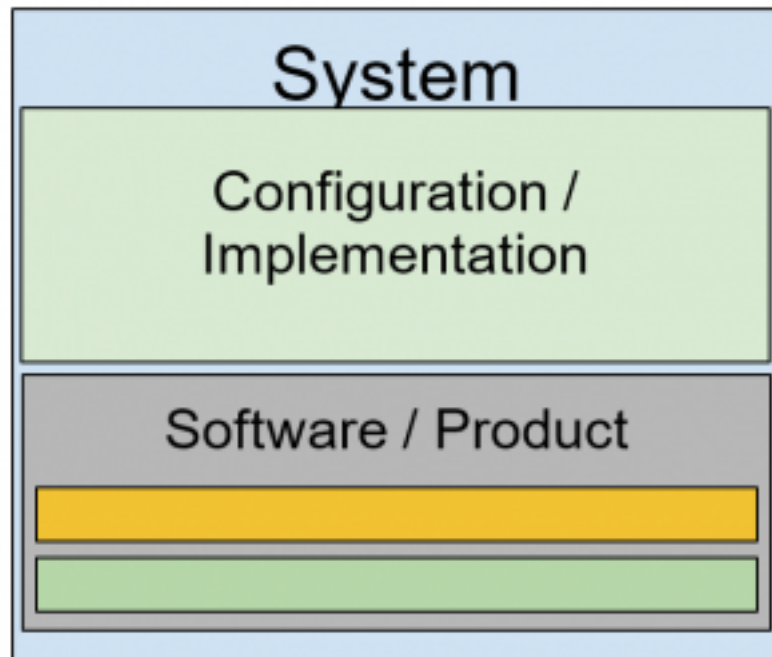 System
Configuration /
Implementation
Software / Product